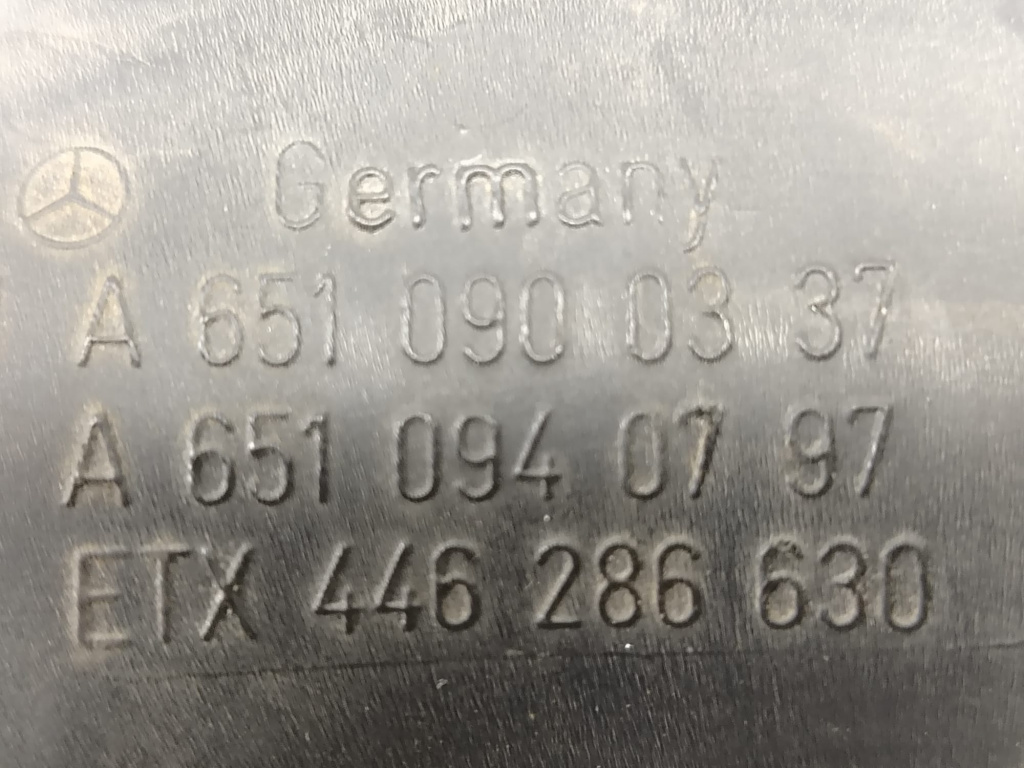 Germany
A 651 090 03 37
A 651 094 07 97
ETX 446 286 630